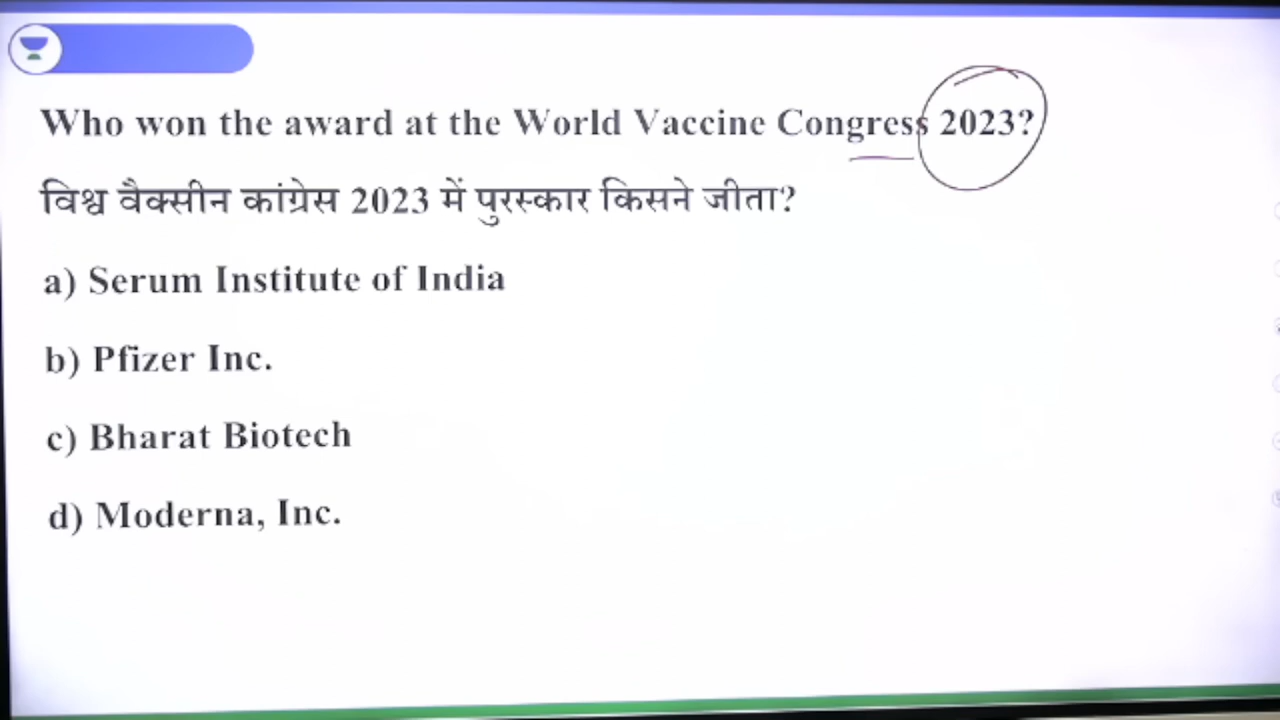 Who won the award at the World Vaccine Congress 2023?
विश्व वैक्सीन कांग्रेस 2023 में पुरस्कार किसने जीता?
a) Serum Institute of India
b) Pfizer Inc.
c) Bharat Biotech
d) Moderna, Inc.